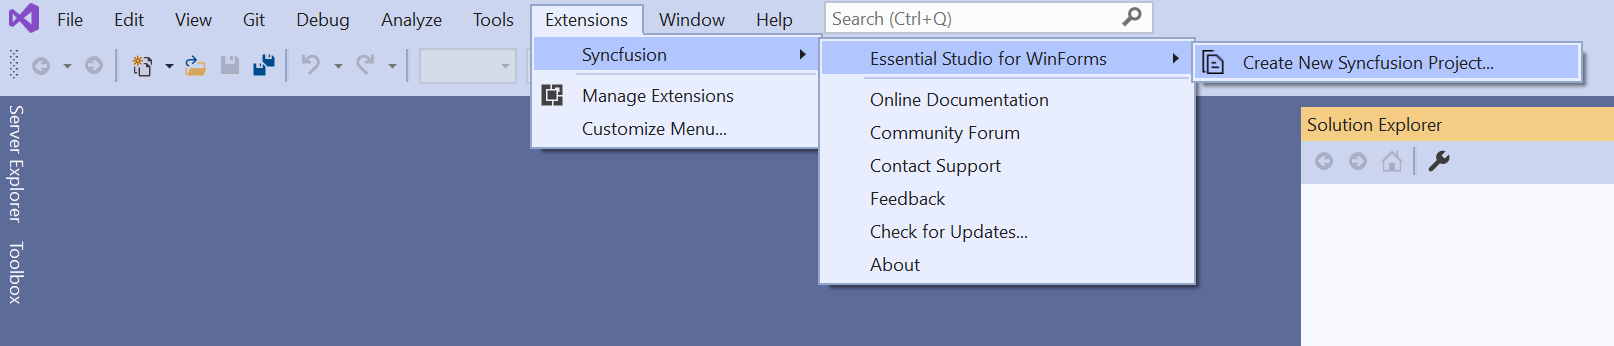 File Edit View Git Debug Analyze Tools Extensions Window Help Search (Ctrl+Q)
Syncfusion
Manage Extensions
Customize Menu...
Essential Studio for WinForms
Online Documentation
Community Forum
Contact Support
Feedback
Check for Updates...
About
Create New Syncfusion Project...
Server Explorer
Toolbox
Solution Explorer